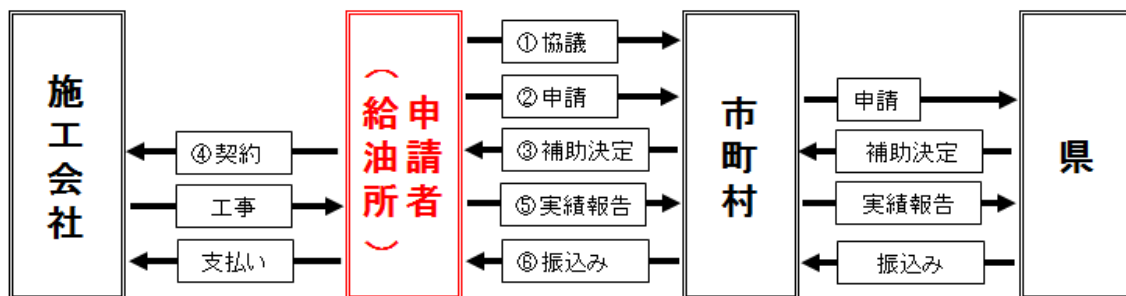 施工会社
④契約
工事
支払い
申請者
（給油所）
①協議
②申請
③補助決定
⑤実績報告
⑥振込み
市町村
申請
補助決定
実績報告
振込み
県